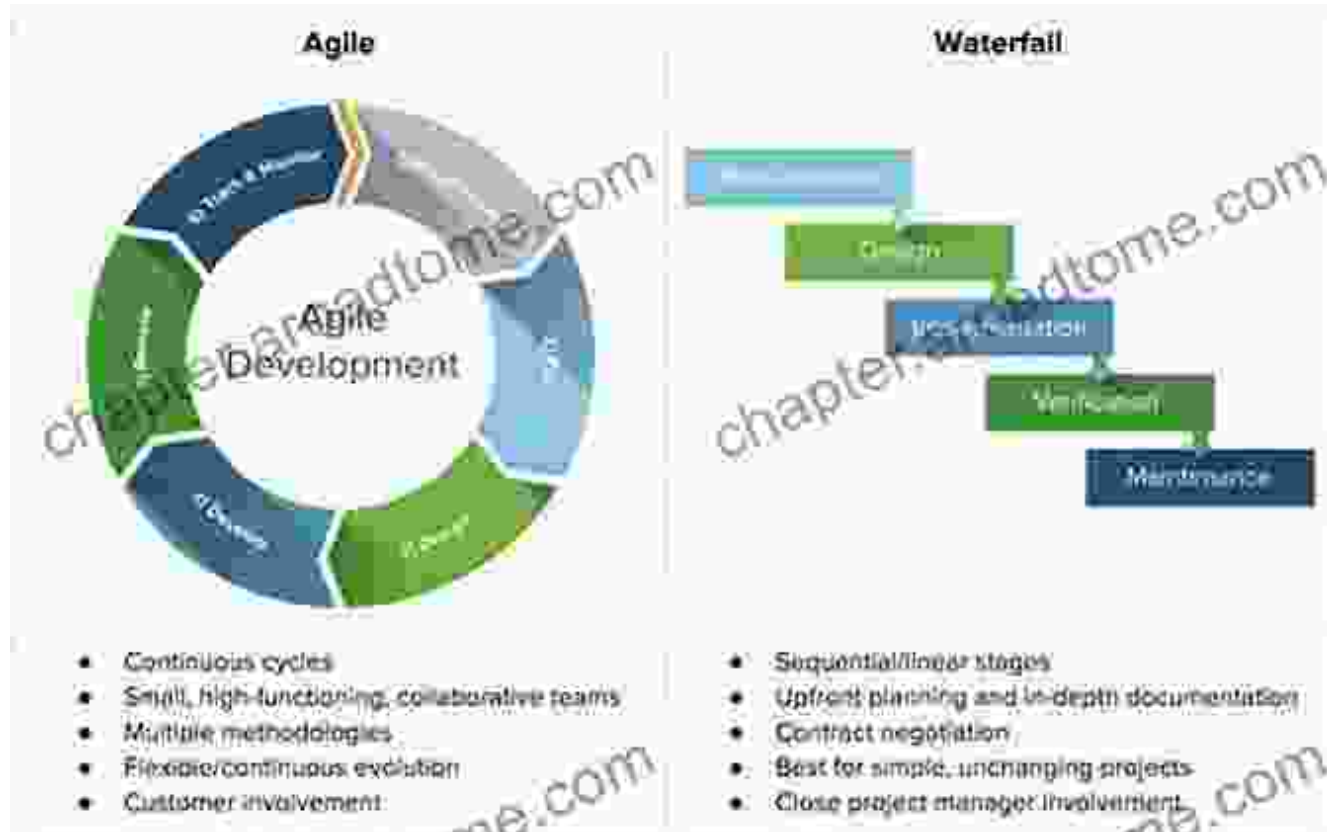 Agile
Waterfall
Track & Monitor
Agile
Development
Design
Verification
Maintenance
Continuous cycles
Small, high-functioning, collaborative teams
Multiple methodologies
Flexible/continuous evolution
Customer involvement
Sequential/linear stages
Upfront planning and in-depth documentation
Contract negotiation
Best for simple, unchanging projects
Close project manager involvement